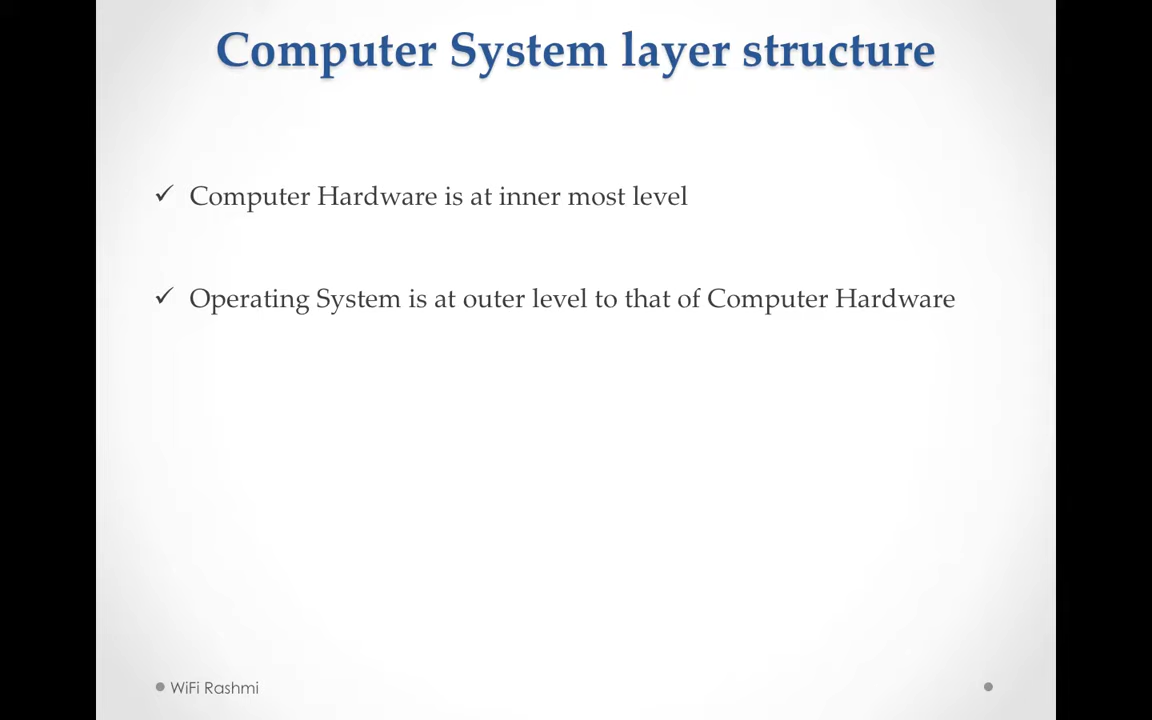 Computer System layer structure
✓ Computer Hardware is at inner most level
✓ Operating System is at outer level to that of Computer Hardware
WiFi Rashmi